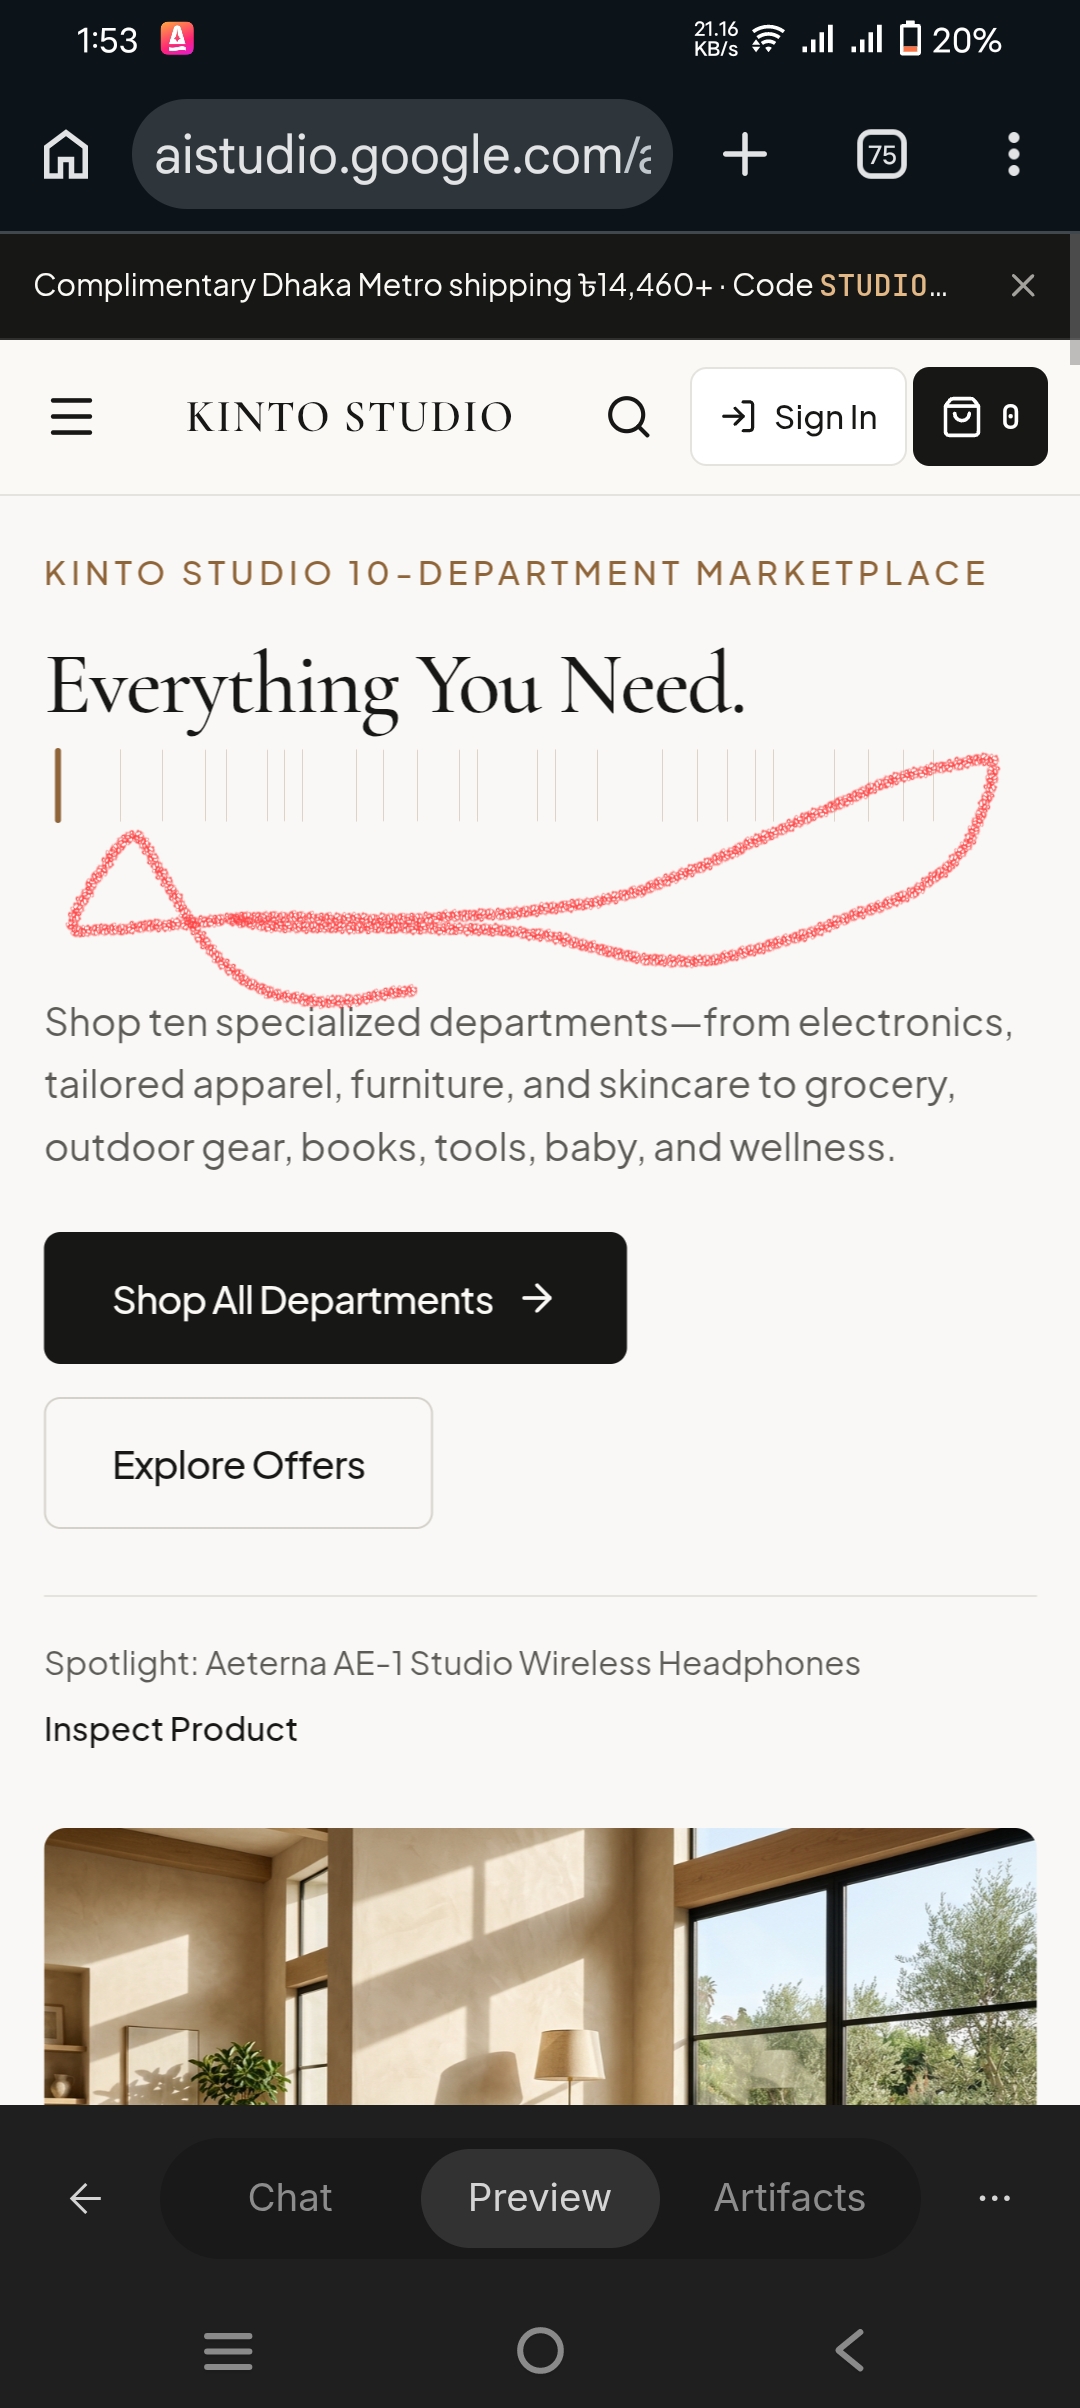 1:53
21.16
KB/s
20%
aistudio.google.com/a
75
Complimentary Dhaka Metro shipping ৳14,460+ · Code STUDIO...
KINTO STUDIO
Sign In
0
KINTO STUDIO 10-DEPARTMENT MARKETPLACE
Everything You Need.
Shop ten specialized departments—from electronics,
tailored apparel, furniture, and skincare to grocery,
outdoor gear, books, tools, baby, and wellness.
Shop All Departments →
Explore Offers
Spotlight: Aeterna AE-1 Studio Wireless Headphones
Inspect Product
Chat
Preview
Artifacts